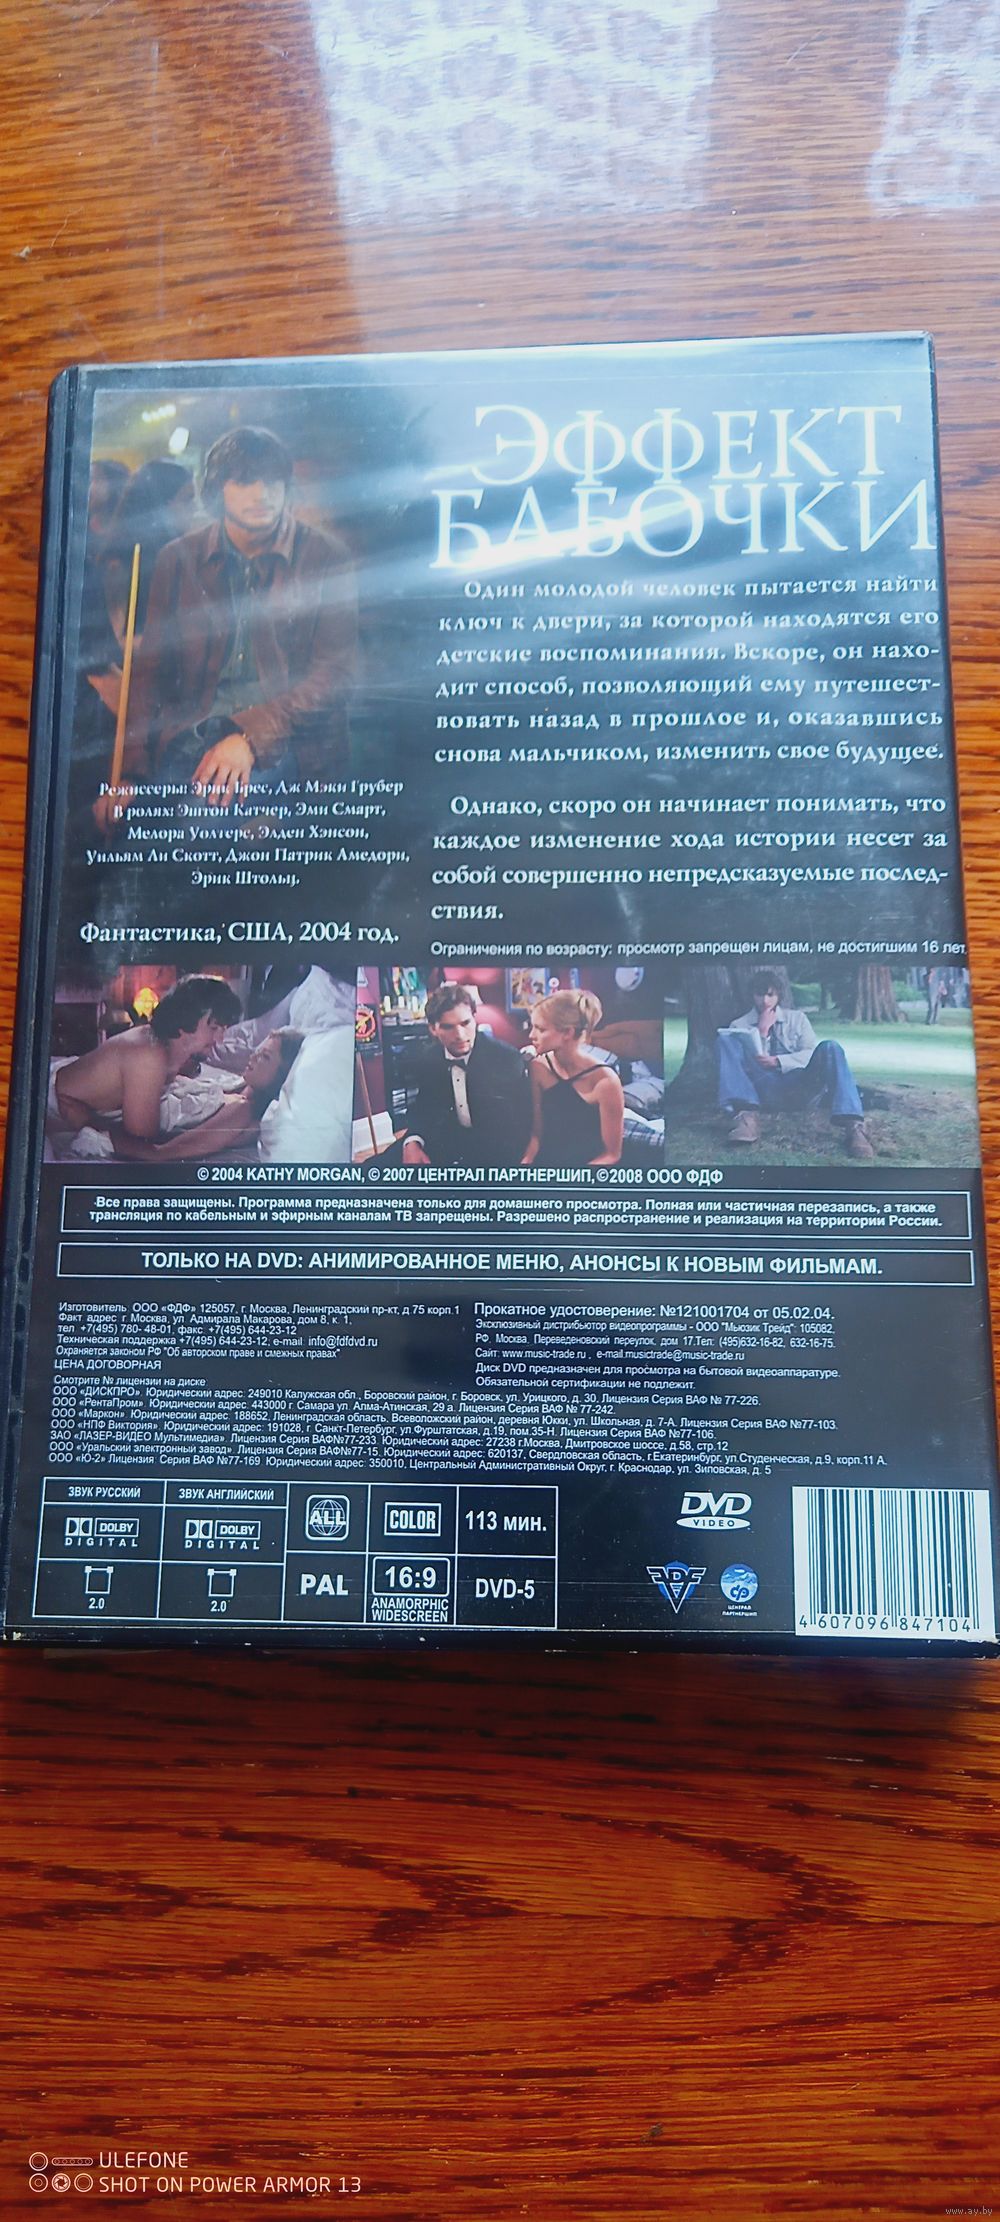 ЭФФЕКТ
БАБОЧКИ
Один молодой человек пытается найти
ключ к двери, за которой находятся его
детские воспоминания. Вскоре, он нахо-
дит способ, позволяющий ему путешест-
вовать назад в прошлое и, оказавшись
снова мальчиком, изменить свое будущее.
Однако, скоро он начинает понимать, что
каждое изменение хода истории несет за
собой совершенно непредсказуемые послед-
ствия.
Ограничения по возрасту: просмотр запрещен лицам, не достигшим 16 лет
Режиссеры: Эрик Брес, Дж Мэки Грубер
В ролях: Эштон Катчер, Эми Смарт,
Мелора Уолтерс, Элден Хэнсон,
Уильям Ли Скотт, Джон Патрик Амедори,
Эрик Штольц.
Фантастика, США, 2004 год.
© 2004 KATHY MORGAN, © 2007 ЦЕНТРАЛ ПАРТНЕРШИП, ©2008 ООО ФДФ
Все права защищены. Программа предназначена только для домашнего просмотра. Полная или частичная перезапись, а также
трансляция по кабельным и эфирным каналам ТВ запрещены. Разрешено распространение и реализация на территории России.
ТОЛЬКО НА DVD: АНИМИРОВАННОЕ МЕНЮ, АНОНСЫ К НОВЫМ ФИЛЬМАМ.
Изготовитель: ООО «ФДФ» 125057, г. Москва, Ленинградский пр-кт, д 75 корп.1
Факт. адрес: г. Москва, ул. Адмирала Макарова, дом 8, к. 1,
тел. +7(495) 780- 48-01, факс: +7(495) 644-23-12
Техническая поддержка +7(495) 644-23-12, e-mail: info@fdfdvd.ru
Охраняется законом РФ "Об авторском праве и смежных правах"
ЦЕНА ДОГОВОРНАЯ
Прокатное удостоверение: №121001704 от 05.02.04.
Эксклюзивный дистрибьютор видеопрограммы - ООО "Мьюзик Трейд": 105082,
РФ, Москва, Переведеновский переулок, дом 17.Тел: (495)632-16-82, 632-16-75.
Сайт: www.music-trade.ru , e-mail.musictrade@music-trade.ru
Диск DVD предназначен для просмотра на бытовой видеоаппаратуре.
Обязательной сертификации не подлежит.
Смотрите № лицензии на диске
ООО «ДИСКПРО». Юридический адрес: 249010 Калужская обл., Боровский район, г. Боровск, ул. Урицкого, д. 30, Лицензия Серия ВАФ № 77-226.
ООО «РентаПром». Юридический адрес: 443000 г. Самара ул. Алма-Атинская, 29 а. Лицензия Серия ВАФ № 77-242.
ООО «Маркон». Юридический адрес: 188652, Ленинградская область, Всеволожский район, деревня Юкки, ул. Школьная, д. 7-А. Лицензия Серия ВАФ №77-103.
ООО «НПФ Виктория». Юридический адрес: 191028, г. Санкт-Петербург, ул.Фурштатская, д.19, пом.35-Н. Лицензия Серия ВАФ №77-106.
ЗАО «ЛАЗЕР-ВИДЕО Мультимедиа». Лицензия Серия ВАФ№77-233. Юридический адрес: 27238 г.Москва, Дмитровское шоссе, д.58, стр.12
ООО «Уральский электронный завод». Лицензия Серия ВАФ№77-15, Юридический адрес: 620137, Свердловская область, г.Екатеринбург, ул.Студенческая, д.9, корп.11 А.
ООО «Ю-2» Лицензия: Серия ВАФ №77-169 Юридический адрес: 350010, Центральный Административный Округ, г. Краснодар, ул. Зиповская, д. 5
ЗВУК РУССКИЙ
ЗВУК АНГЛИЙСКИЙ
DOLBY
DIGITAL
DOLBY
DIGITAL
2.0
2.0
ALL
PAL
COLOR
16:9
ANAMORPHIC
WIDESCREEN
113 МИН.
DVD-5
DVD
VIDEO
FDF
ЦЕНТРАЛ
ПАРТНЕРШИП
4 607096 847104
ULEFONE
SHOT ON POWER ARMOR 13
www.ay.by